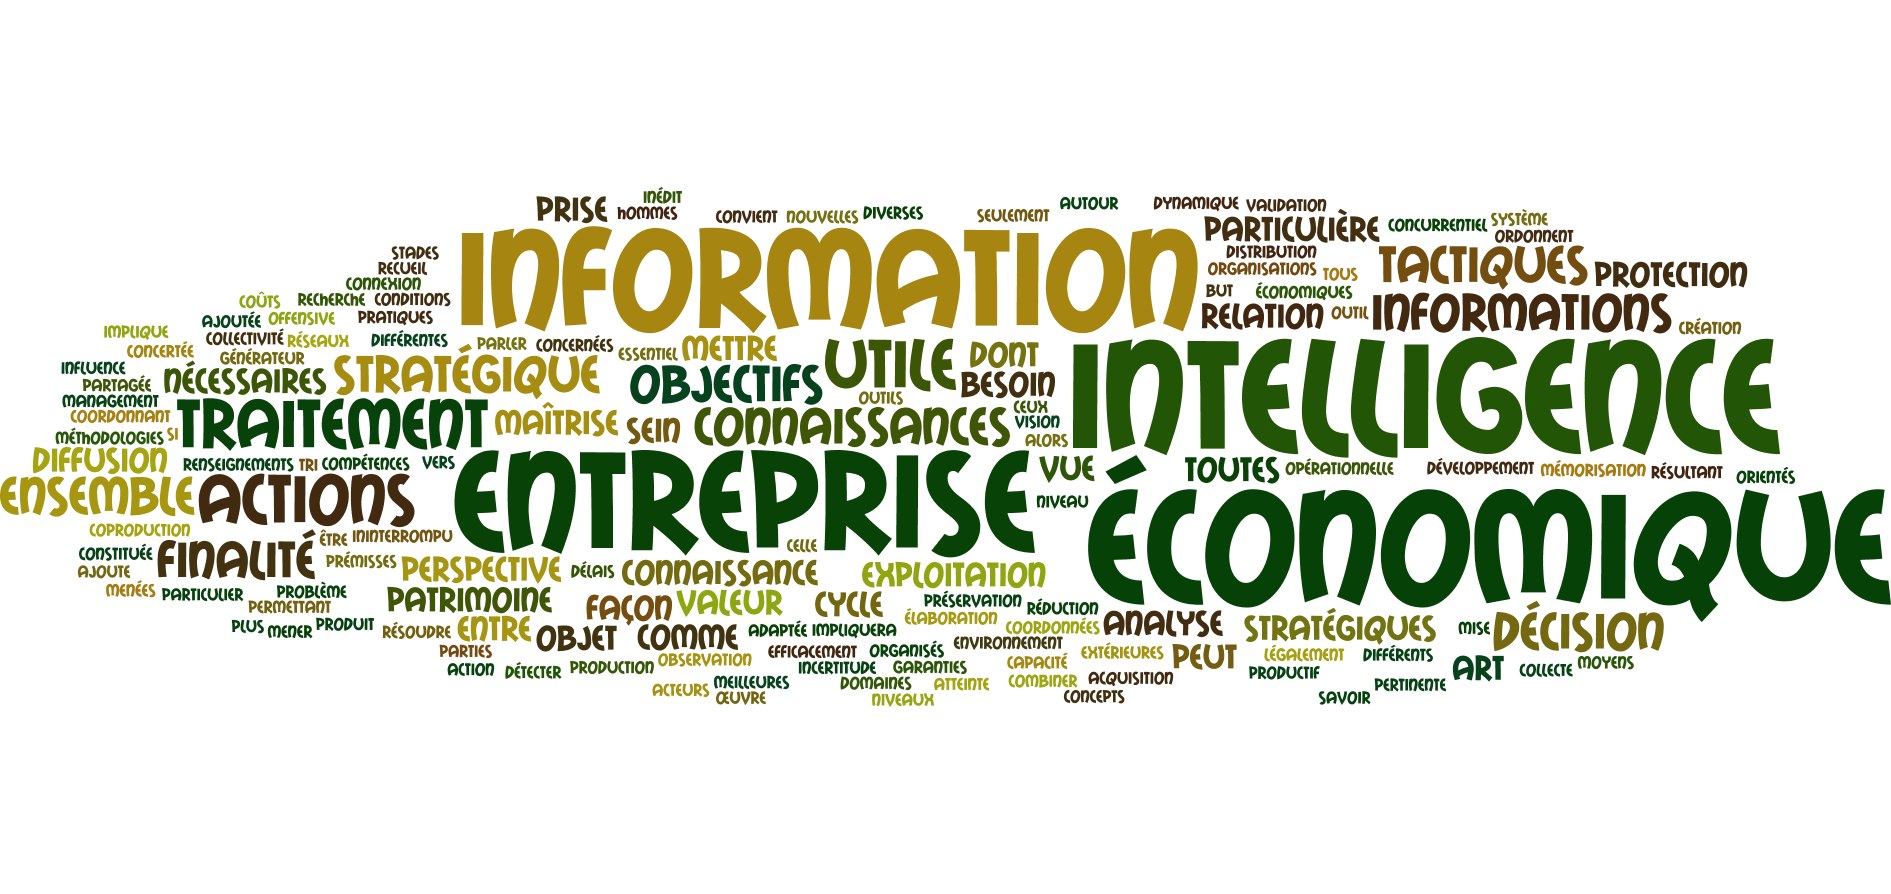 INÉDIT
PRISE
HOMMES
CONVIENT
NOUVELLES
DIVERSES
SEULEMENT
AUTOUR
DYNAMIQUE
VALIDATION
PARTICULIÈRE
CONCURRENTIEL
SYSTÈME
ORDONNENT
STADES
RECUEIL
CONNEXION
INFORMATION
DISTRIBUTION
ORGANISATIONS
TOUS
TACTIQUES
PROTECTION
COÛTS
RECHERCHE
CONDITIONS
BUT
ÉCONOMIQUES
AJOUTÉE
OFFENSIVE
PRATIQUES
RELATION
OUTIL
INFORMATIONS
CRÉATION
IMPLIQUE
COLLECTIVITÉ
RÉSEAUX
DIFFÉRENTES
PARLER
CONCERNÉES
ESSENTIEL
METTRE
CONCERTÉE
GÉNÉRATEUR
UTILE
DONT
INFLUENCE
PARTAGÉE
NÉCESSAIRES
STRATÉGIQUE
OBJECTIFS
BESOIN
INTELLIGENCE
MANAGEMENT
OUTILS
COORDONNANT
TRAITEMENT
MAÎTRISE
SEIN
CONNAISSANCES
CEUX
VISION
ALORS
MÉTHODOLOGIES
SI
DIFFUSION
RENSEIGNEMENTS
TRI
COMPÉTENCES
VERS
VUE
TOUTES
OPÉRATIONNELLE
DÉVELOPPEMENT
MÉMORISATION
RÉSULTANT
ORIENTÉS
ENSEMBLE
ACTIONS
ENTREPRISE
NIVEAU
ÉCONOMIQUE
COPRODUCTION
ÊTRE
ININTERROMPU
CELLE
CONSTITUÉE
FINALITÉ
PRÉMISSES
AJOUTE
PERSPECTIVE
DÉLAIS
CONNAISSANCE
EXPLOITATION
MENÉES
PARTICULIER
PROBLÈME
PERMETTANT
PATRIMOINE
FAÇON
VALEUR
CYCLE
PRÉSERVATION
RÉDUCTION
ÉLABORATION
PLUS
MENER
PRODUIT
RÉSOUDRE
ENTRE
OBJET
COMME
ADAPTÉE
IMPLIQUERA
COORDONNÉES
ANALYSE
STRATÉGIQUES
MISE
DÉCISION
PARTIES
EFFICACEMENT
ORGANISÉS
ENVIRONNEMENT
EXTÉRIEURES
PEUT
LÉGALEMENT
DIFFÉRENTS
ACTION
DÉTECTER
PRODUCTION
OBSERVATION
INCERTITUDE
GARANTIES
CAPACITÉ
PRODUCTIF
ART
COLLECTE
MOYENS
ACTEURS
MEILLEURES
DOMAINES
ATTEINTE
COMBINER
ACQUISITION
PERTINENTE
ŒUVRE
NIVEAUX
CONCEPTS
SAVOIR